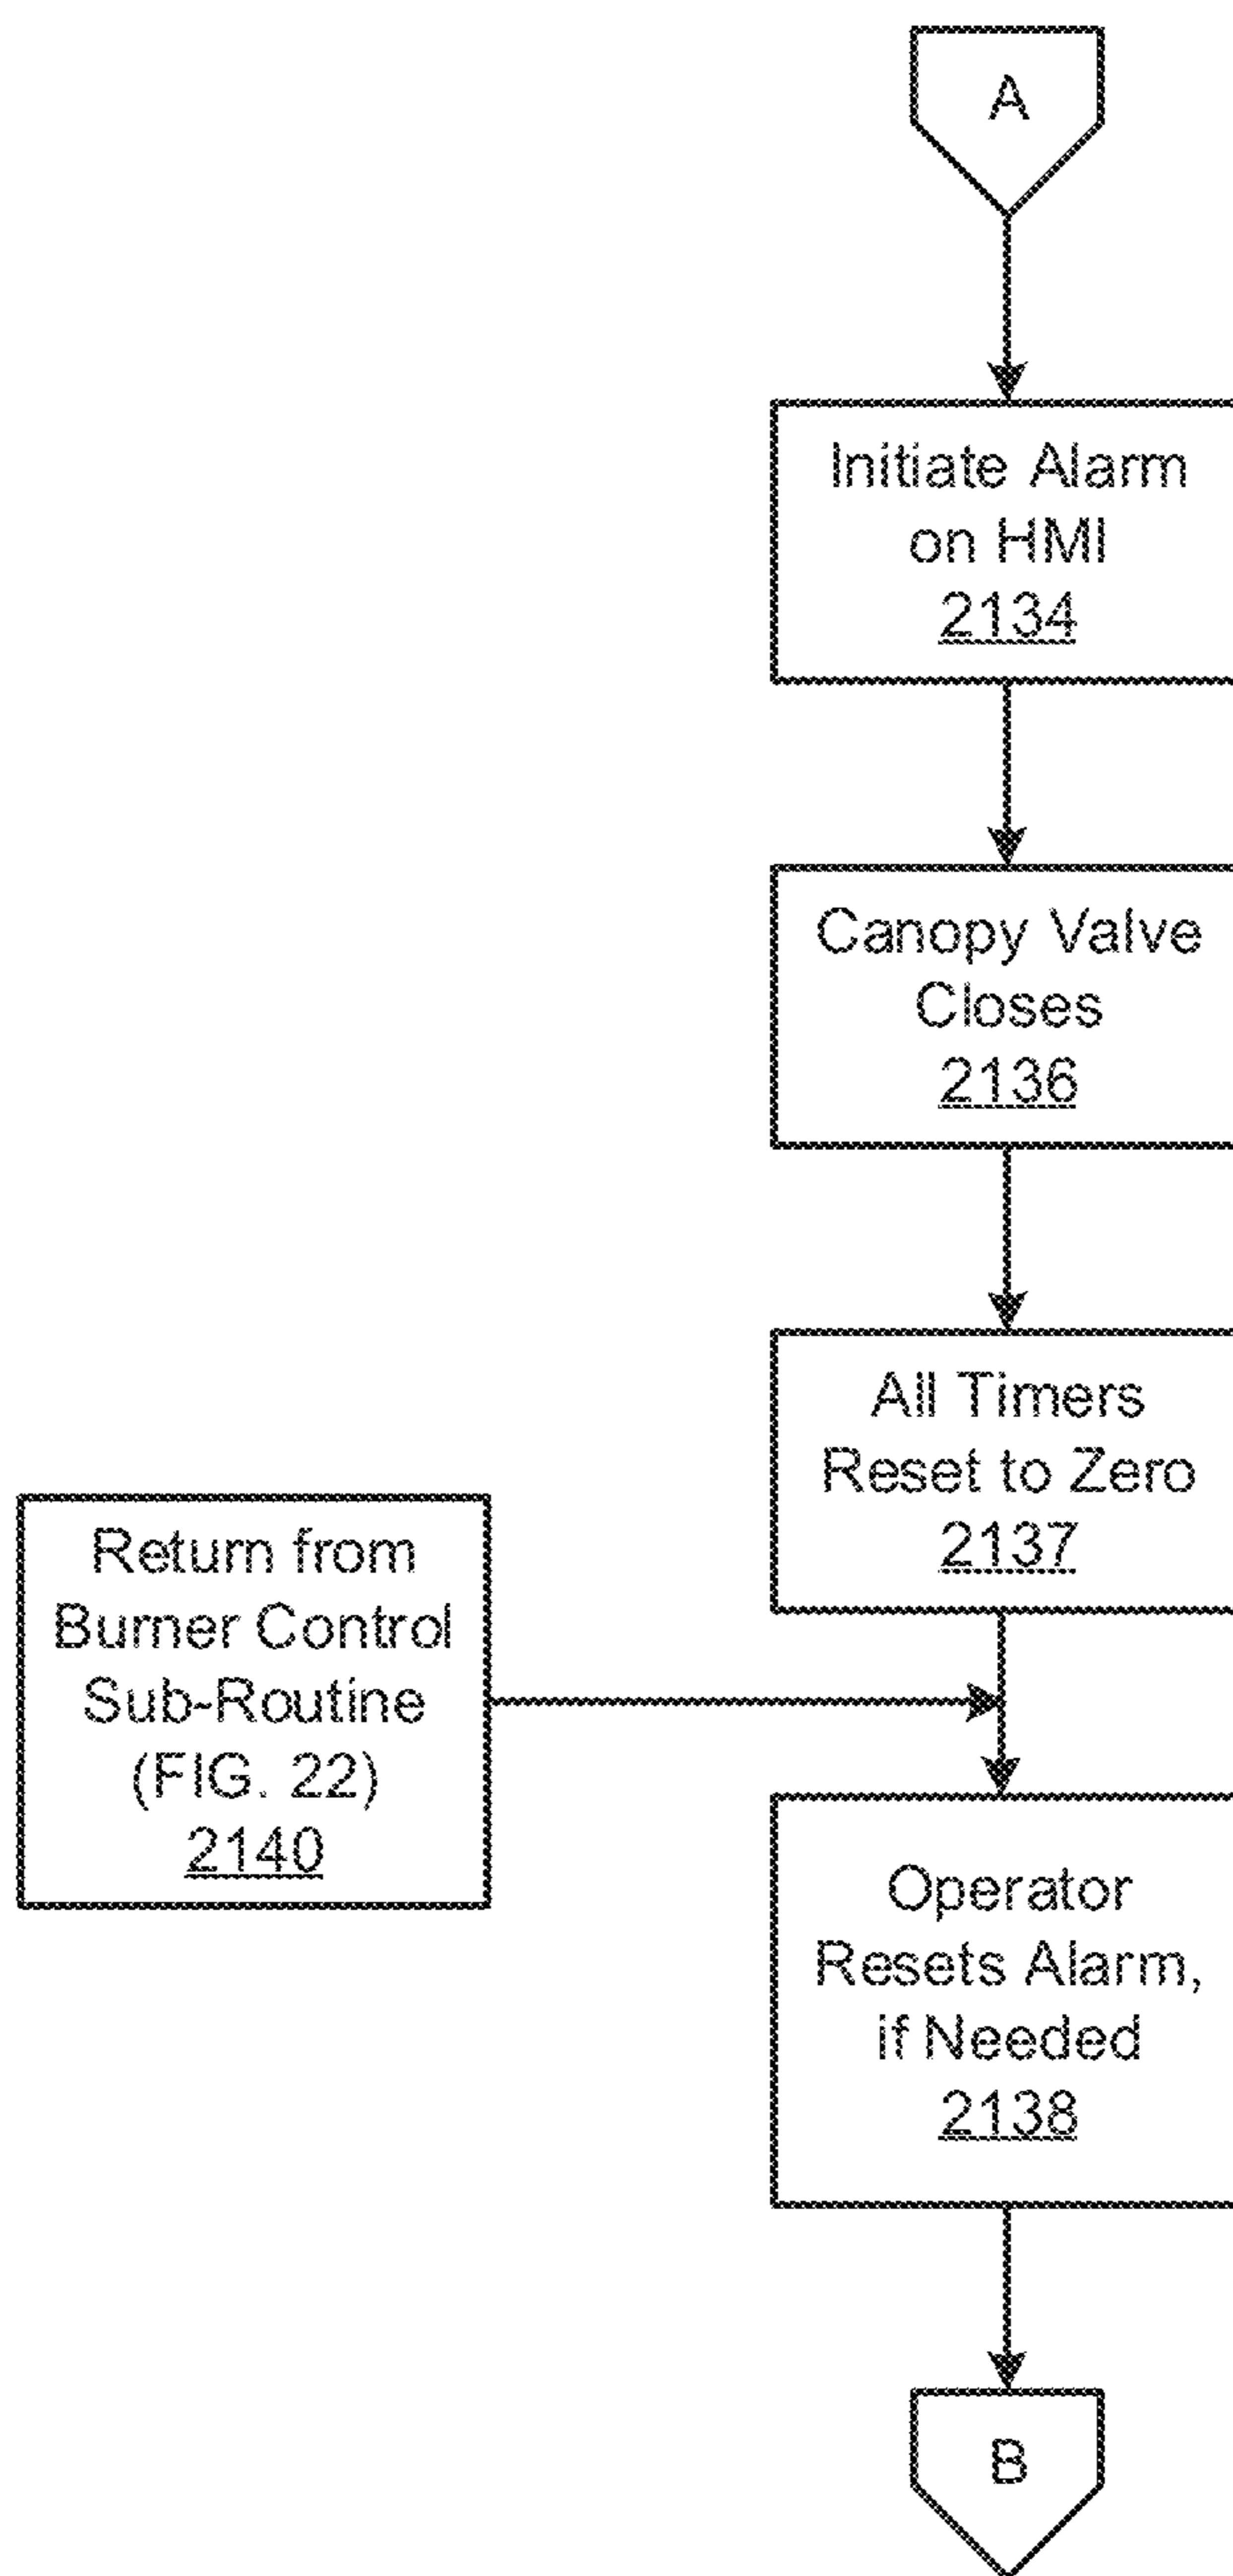 A
Initiate Alarm
on HMI
2134
Canopy Valve
Closes
2136
All Timers
Reset to Zero
2137
Return from
Burner Control
Sub-Routine
(FIG. 22)
2140
Operator
Resets Alarm,
if Needed
2138
B